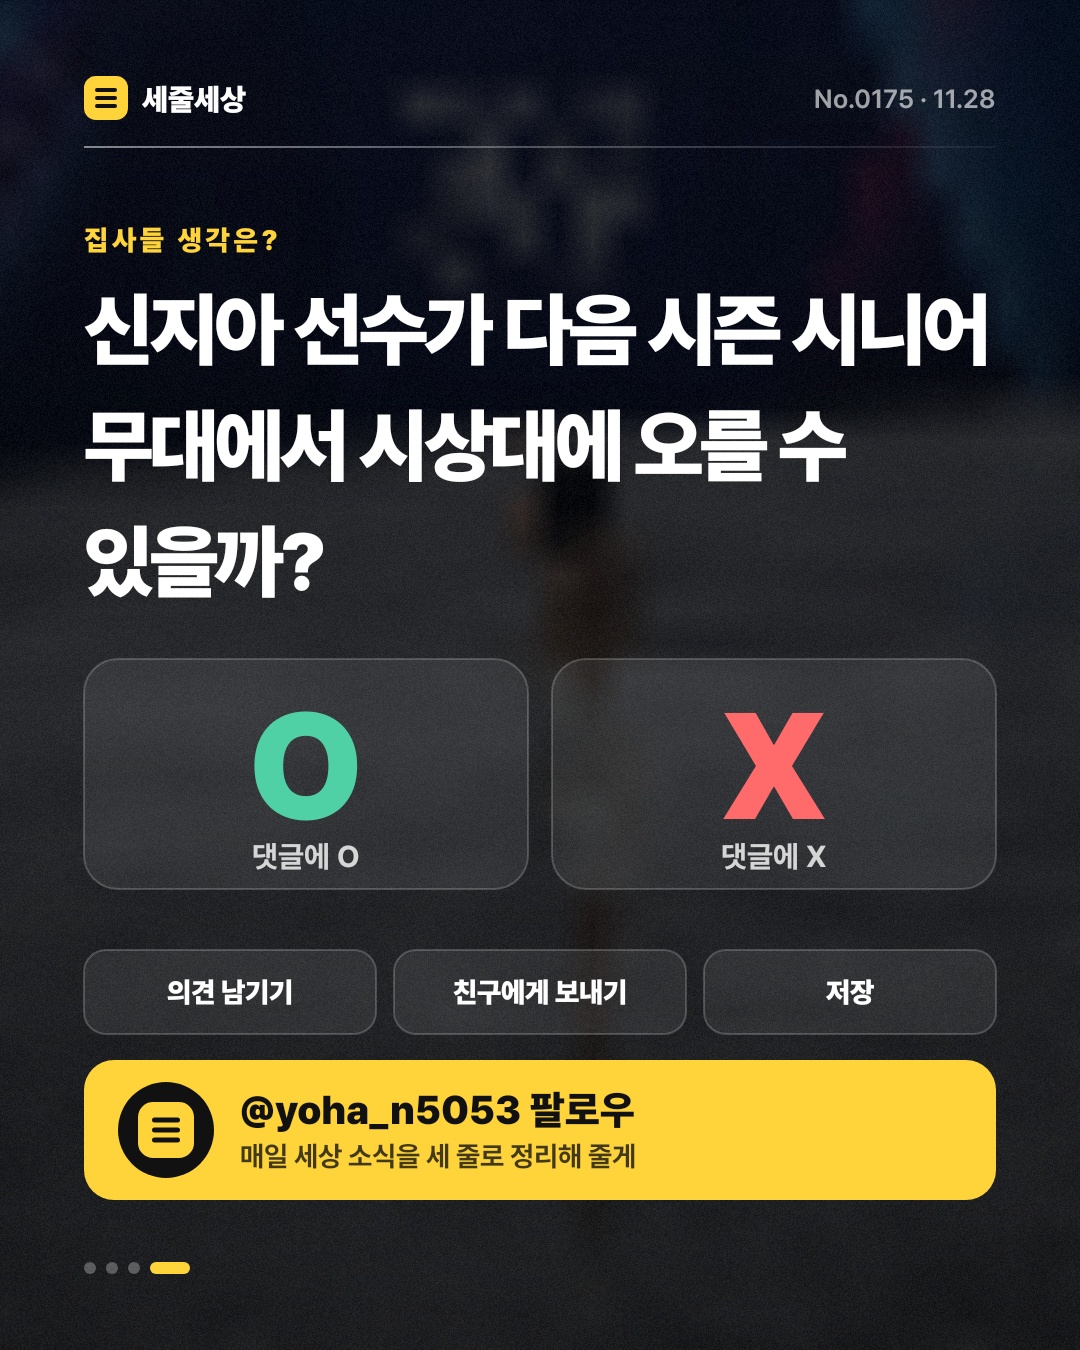 세줄세상
No.0175 · 11.28
집사들 생각은?
신지아 선수가 다음 시즌 시니어
무대에서 시상대에 오를 수
있을까?
O
댓글에 O
X
댓글에 X
의견 남기기
친구에게 보내기
저장
@yoha_n5053 팔로우
매일 세상 소식을 세 줄로 정리해 줄게